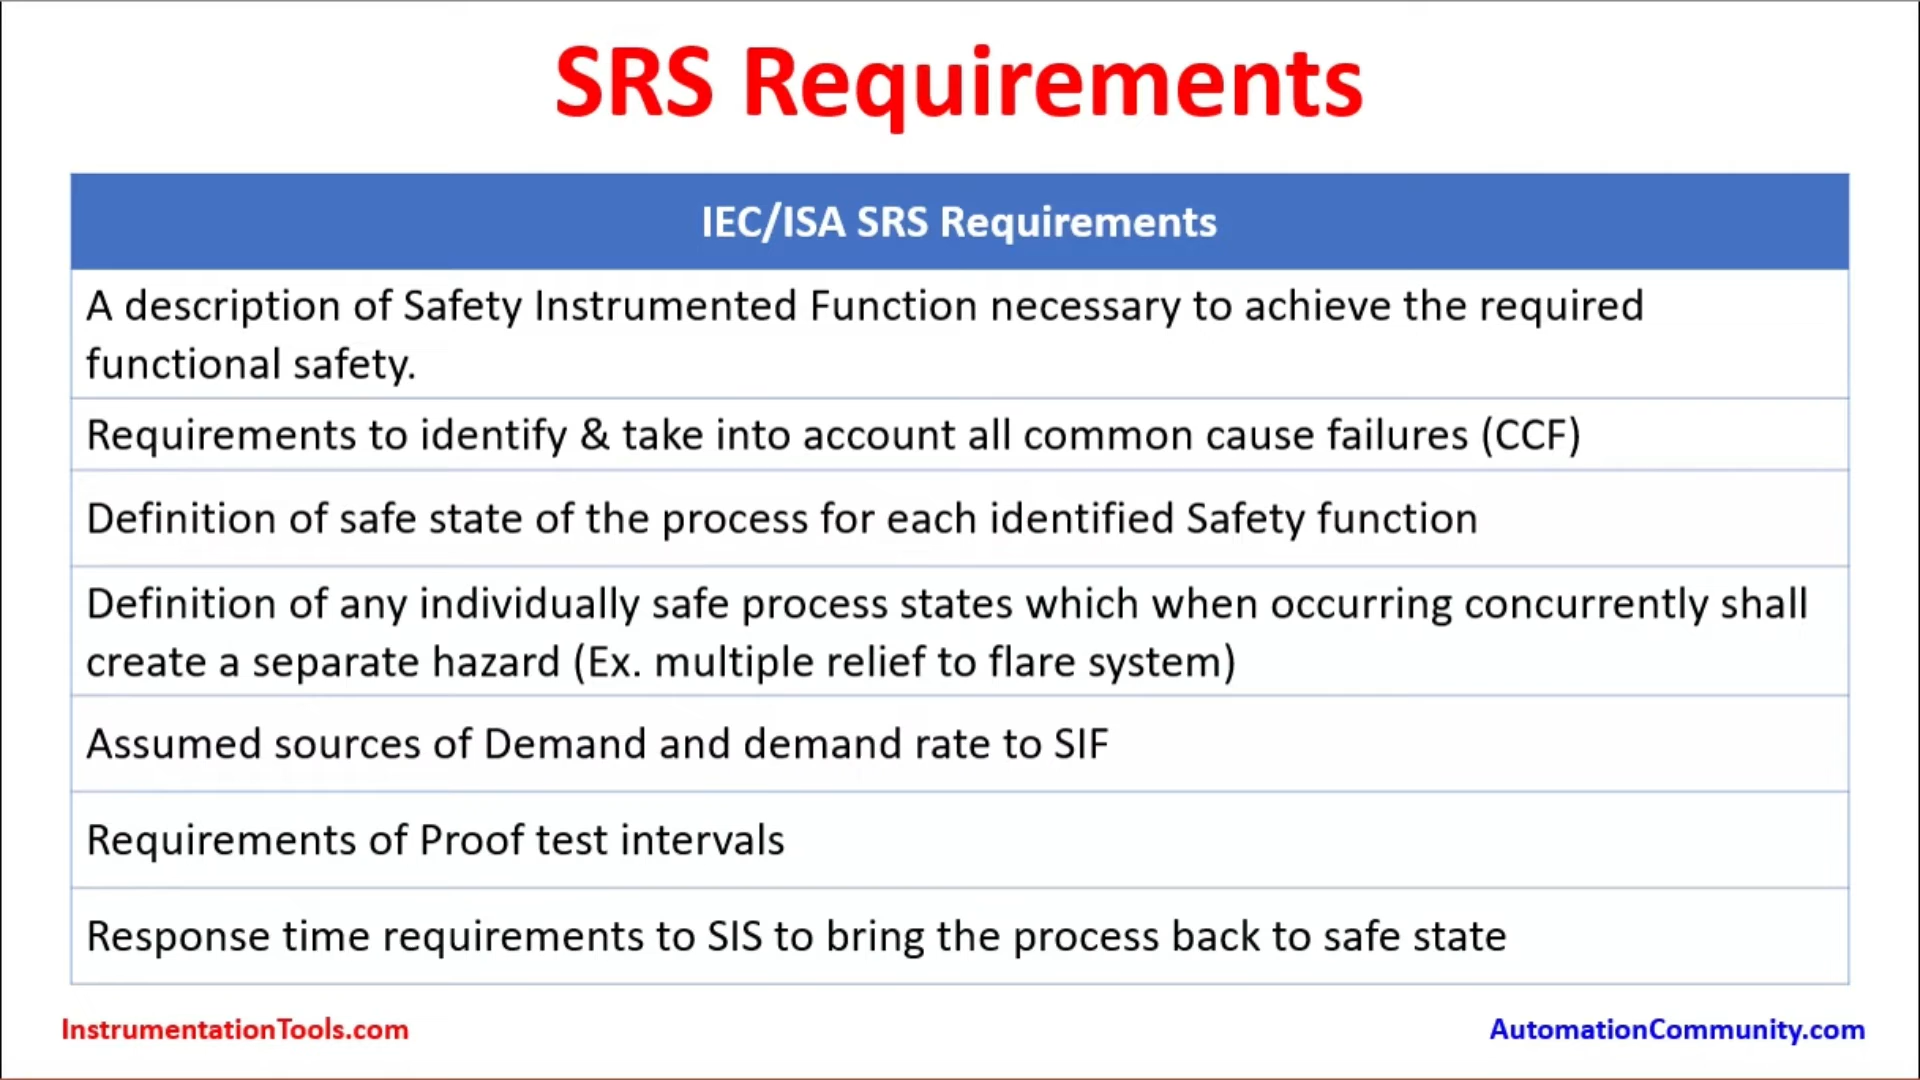 SRS Requirements
IEC/ISA SRS Requirements
A description of Safety Instrumented Function necessary to achieve the required
functional safety.
Requirements to identify & take into account all common cause failures (CCF)
Definition of safe state of the process for each identified Safety function
Definition of any individually safe process states which when occurring concurrently shall
create a separate hazard (Ex. multiple relief to flare system)
Assumed sources of Demand and demand rate to SIF
Requirements of Proof test intervals
Response time requirements to SIS to bring the process back to safe state
InstrumentationTools.com
AutomationCommunity.com